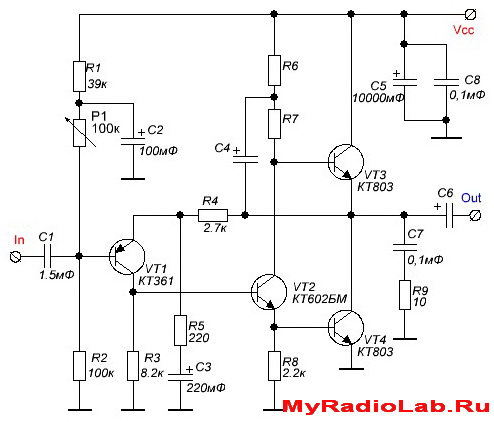 Vcc
R1
39к
R6
C5
10000мФ
C8
0,1мФ
P1
100к
C2
100мФ
R7
C4
VT3
КТ803
R4
2.7к
C6
Out
In
C1
1.5мФ
VT1
КТ361
C7
0,1мФ
VT2
КТ602БМ
R9
10
R5
220
VT4
КТ803
R2
100к
R3
8.2к
C3
220мФ
R8
2.2к
MyRadioLab.Ru